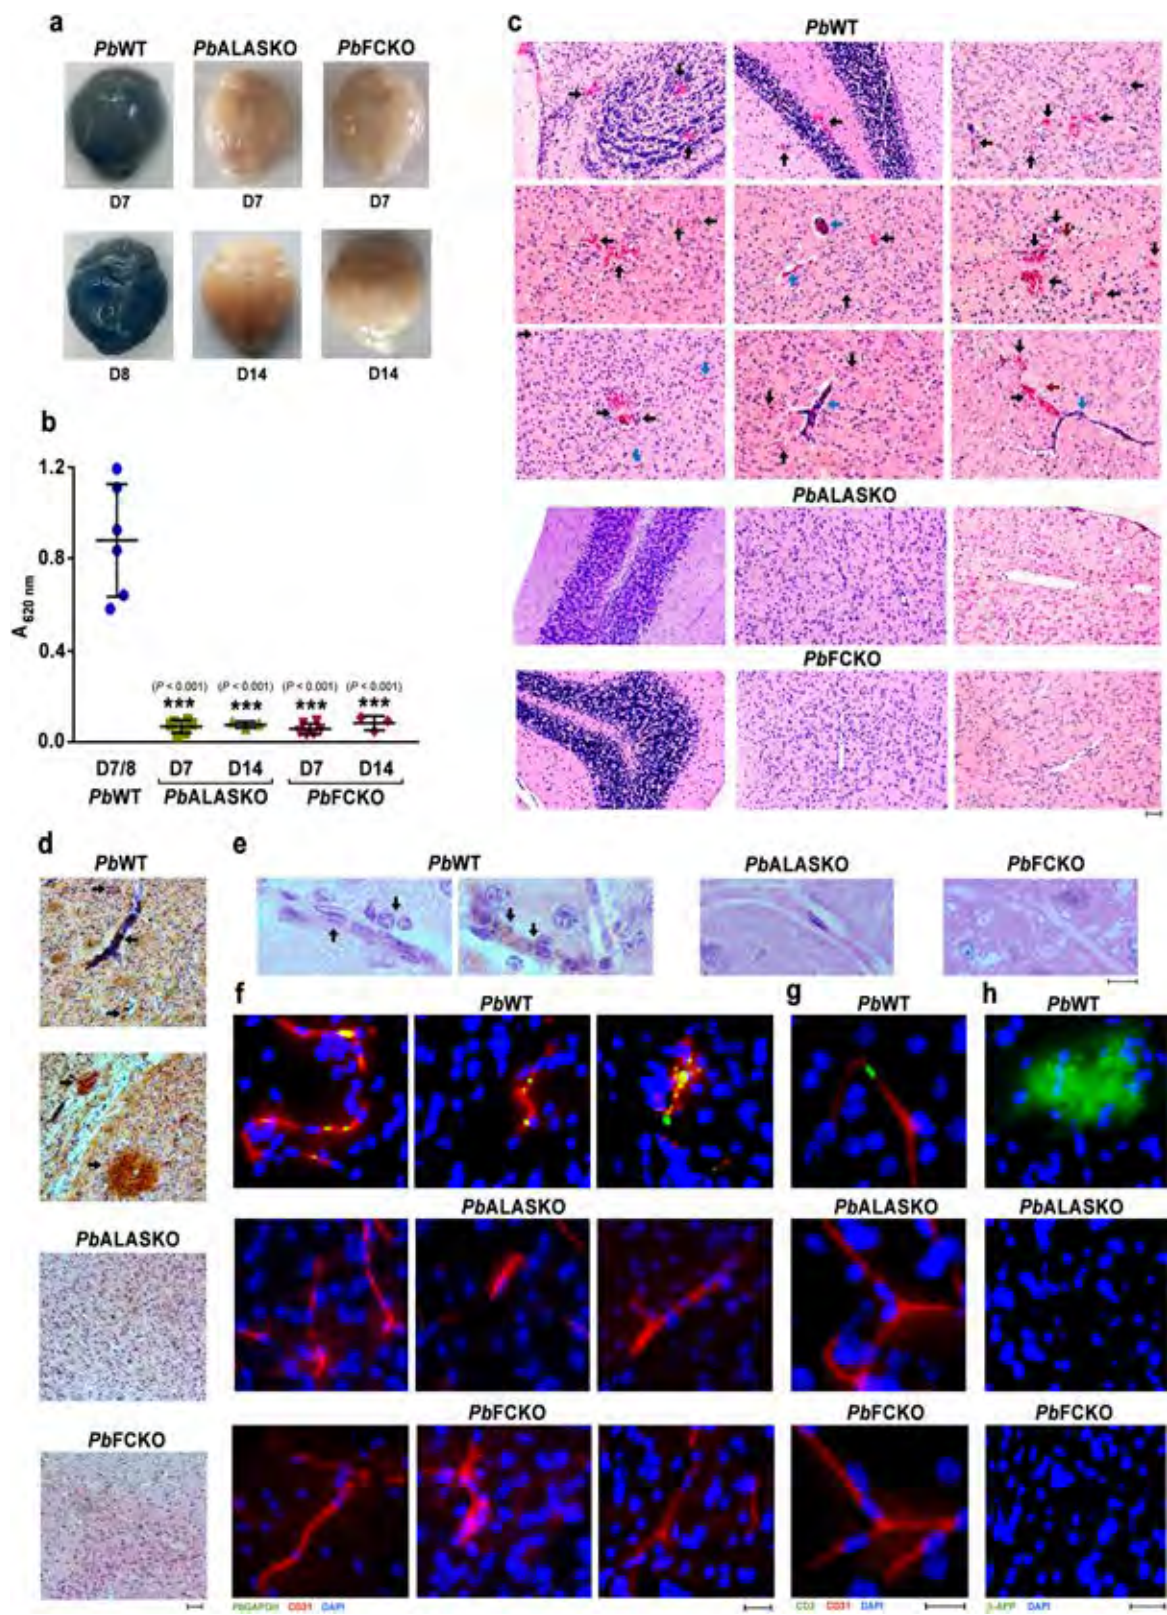 a
PbWT PbALASKO PbFCKO
D7 D7 D7
D8 D14 D14
b
1.2
0.8
0.4
0.0
A 620 nm
(P < 0.001) (P < 0.001) (P < 0.001) (P < 0.001)
*** *** *** ***
D7/8 D7 D14 D7 D14
PbWT PbALASKO PbFCKO
c
PbWT
PbALASKO
PbFCKO
d
PbWT
PbALASKO
PbFCKO
e
PbWT PbALASKO PbFCKO
f
PbWT
PbALASKO
PbFCKO
PbGAPDH CD31 DAPI
g
PbWT
PbALASKO
PbFCKO
CD3 CD31 DAPI
h
PbWT
PbALASKO
PbFCKO
β-APP DAPI